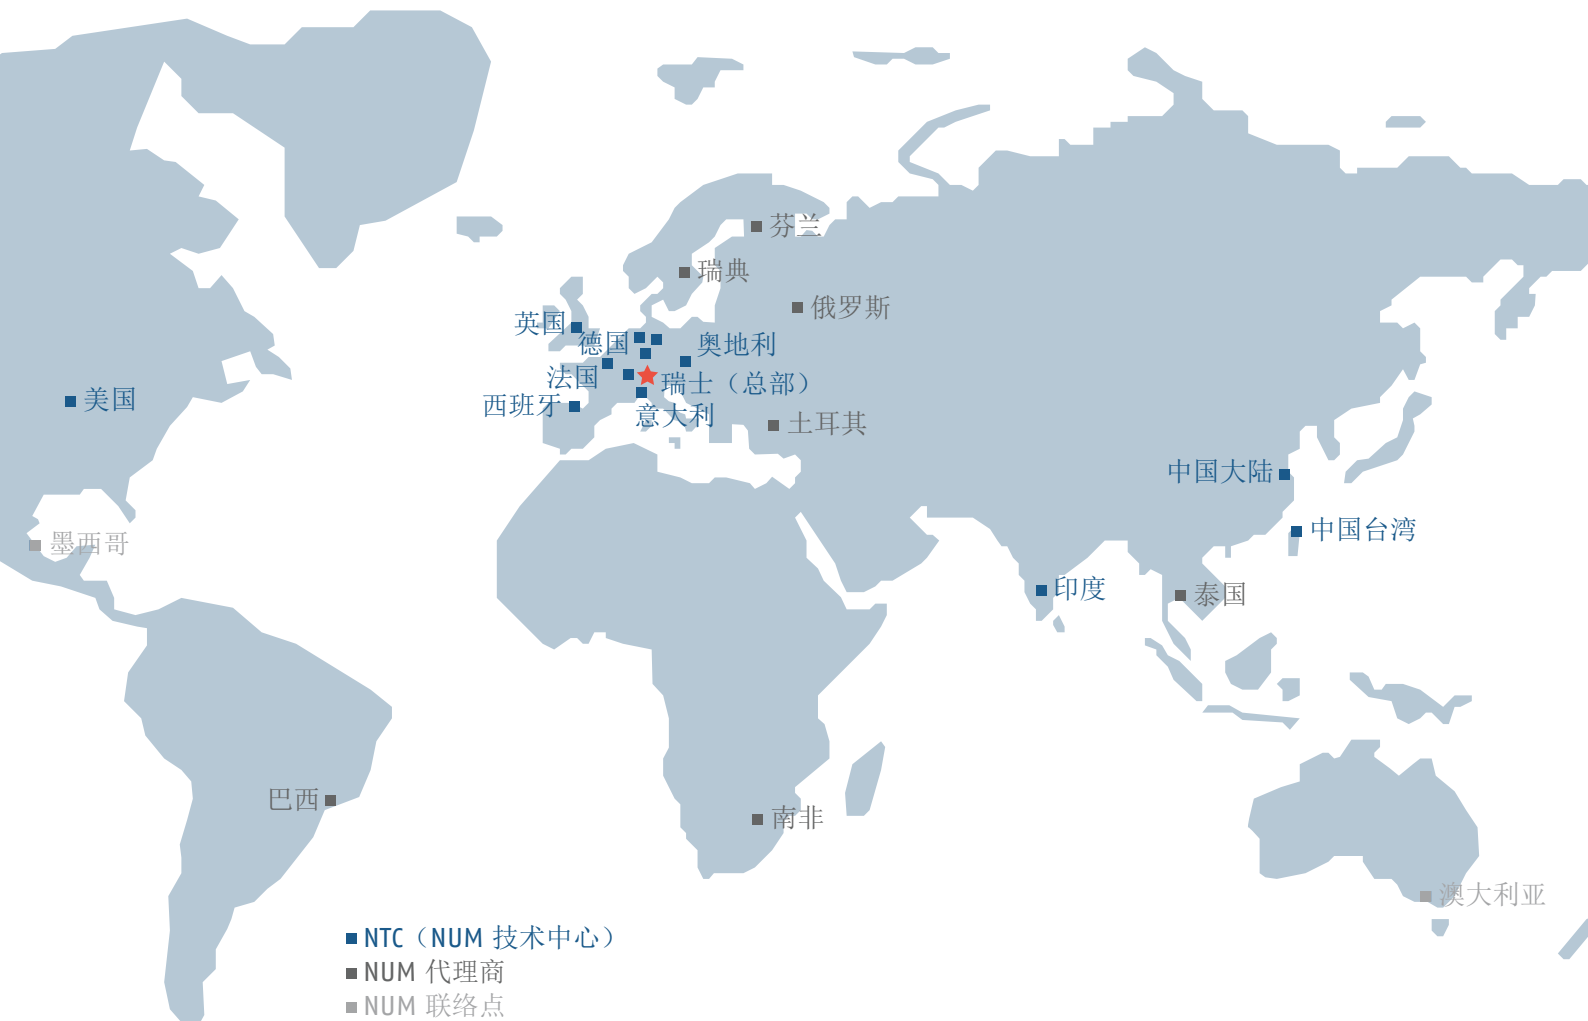 芬兰
瑞典
俄罗斯
英国
德国
奥地利
法国
瑞士（总部）
美国
西班牙
意大利
土耳其
中国大陆
中国台湾
墨西哥
印度
泰国
巴西
南非
澳大利亚
NTC（NUM 技术中心）
NUM 代理商
NUM 联络点